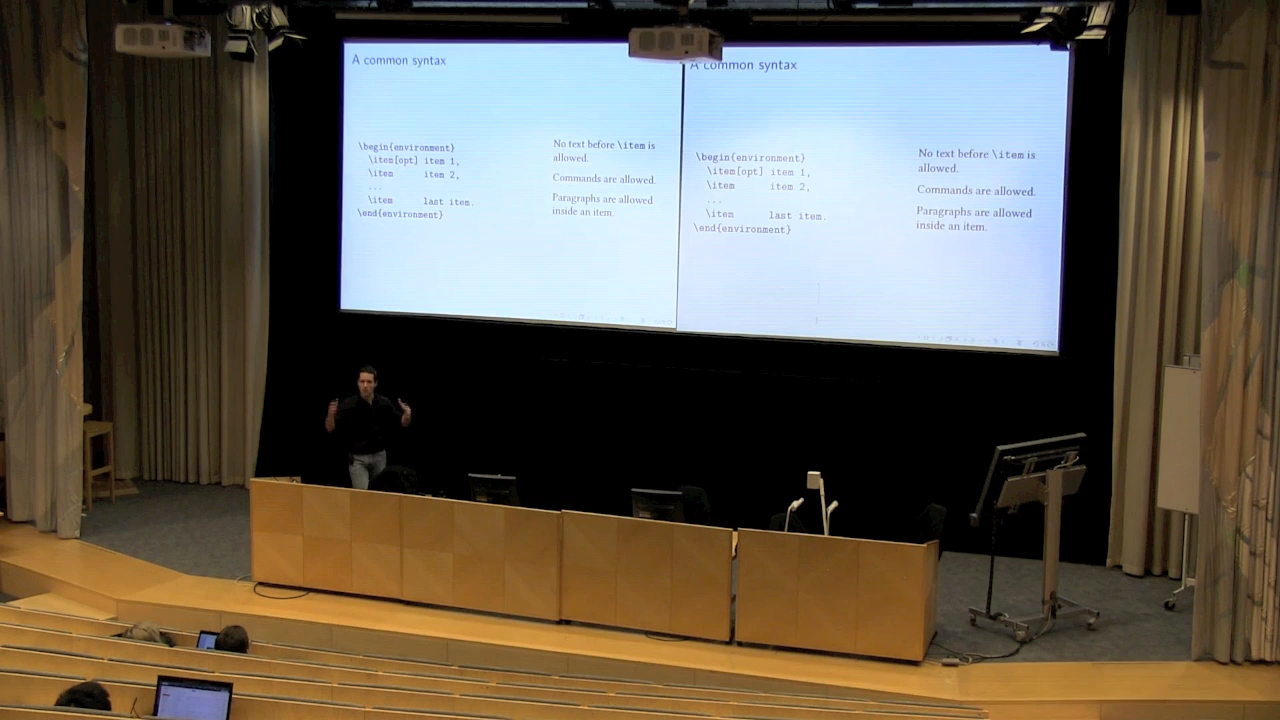 A common syntax
\begin{environment}
\item[opt] item 1,
\item item 2,
...
\item last item.
\end{environment}
No text before \item is
allowed.
Commands are allowed.
Paragraphs are allowed
inside an item.
A common syntax
\begin{environment}
\item[opt] item 1,
\item item 2,
...
\item last item.
\end{environment}
No text before \item is
allowed.
Commands are allowed.
Paragraphs are allowed
inside an item.